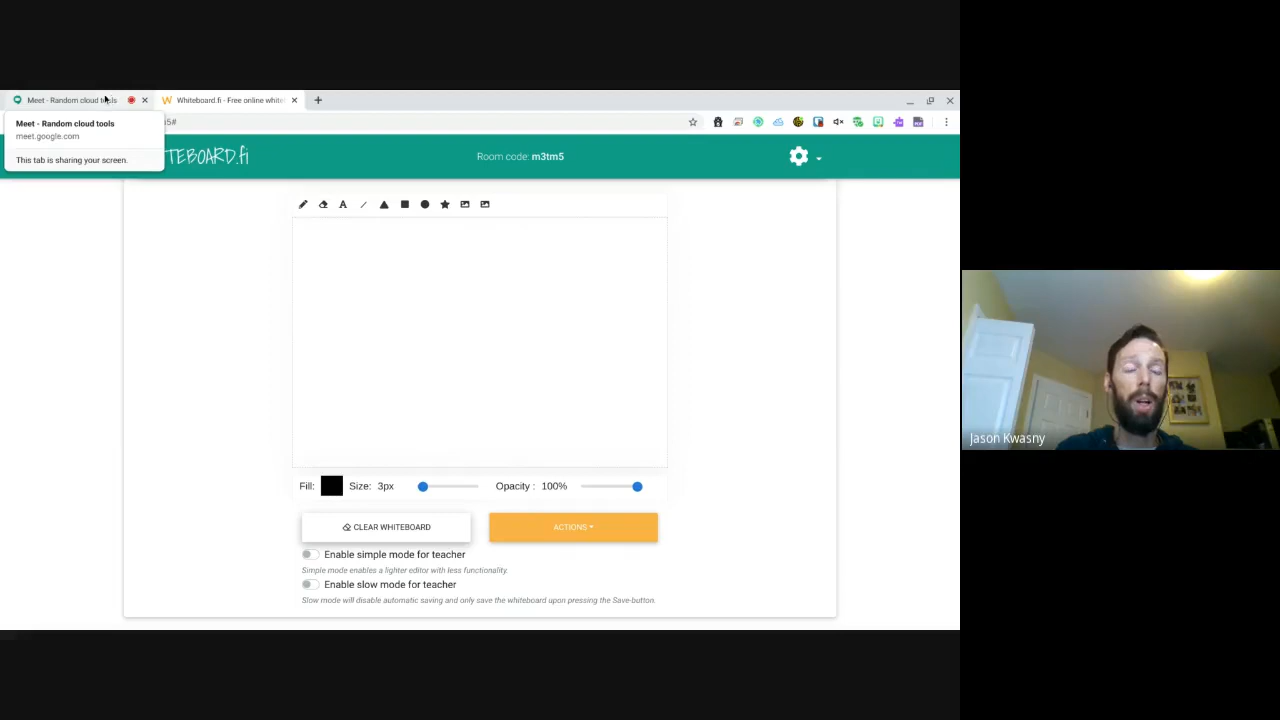 Meet - Random cloud tools
Whiteboard.fi - Free online white
Meet - Random cloud tools
meet.google.com
This tab is sharing your screen.
TEBOARD.fi
Room code: m3tm5
Fill: Size: 3px Opacity : 100%
CLEAR WHITEBOARD
ACTIONS
Enable simple mode for teacher
Simple mode enables a lighter editor with less functionality.
Enable slow mode for teacher
Slow mode will disable automatic saving and only save the whiteboard upon pressing the Save-button.
Jason Kwasny